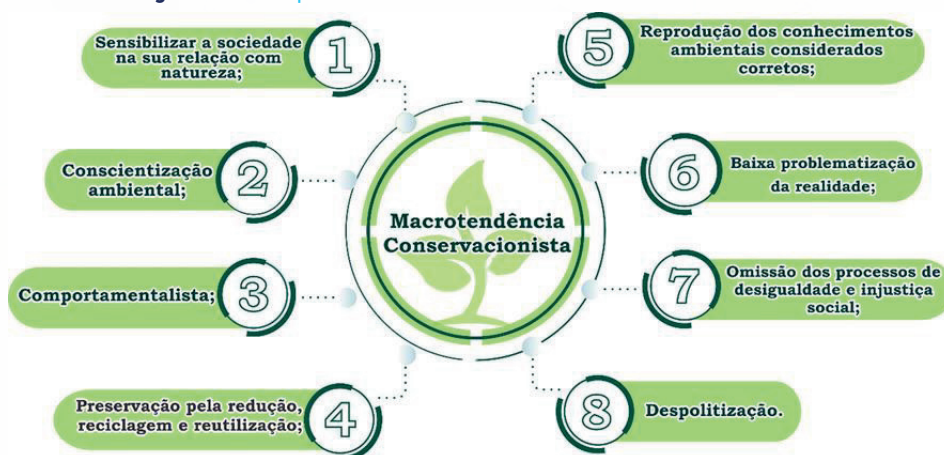 Sensibilizar a sociedade
na sua relação com
natureza;
1
Conscientização
ambiental;
2
Comportamentalista;
3
Preservação pela redução,
reciclagem e reutilização;
4
Macrotendência
Conservacionista
5
Reprodução dos conhecimentos
ambientais considerados
corretos;
6
Baixa problematização
da realidade;
7
Omissão dos processos de
desigualdade e injustiça
social;
8
Despolitização.